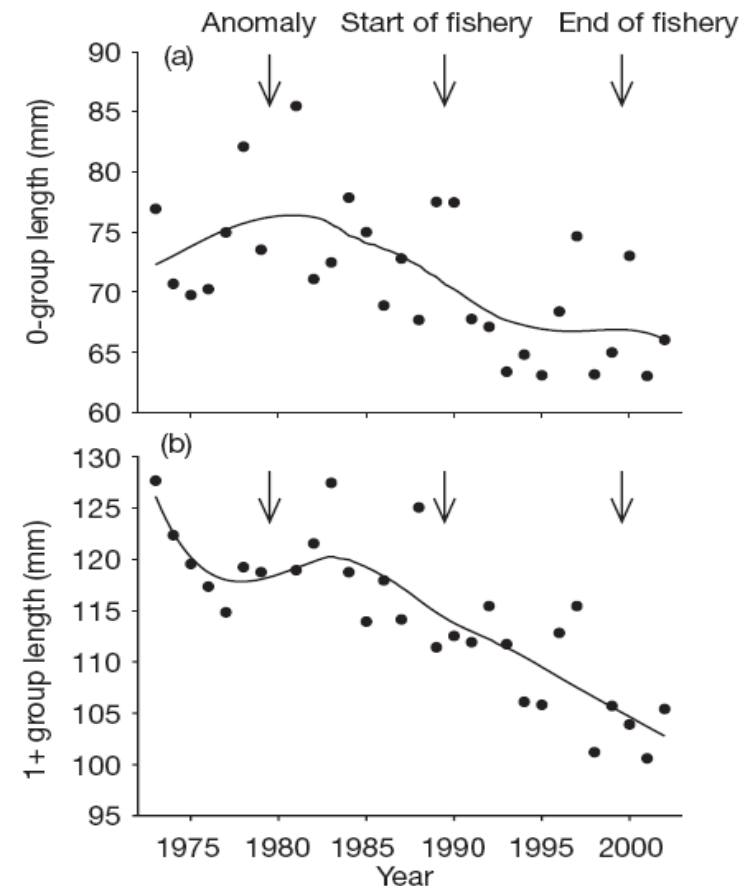 Anomaly Start of fishery End of fishery
(a)
90
85
80
75
70
65
60
0-group length (mm)
(b)
130
125
120
115
110
105
100
95
1+ group length (mm)
1975 1980 1985 1990 1995 2000
Year